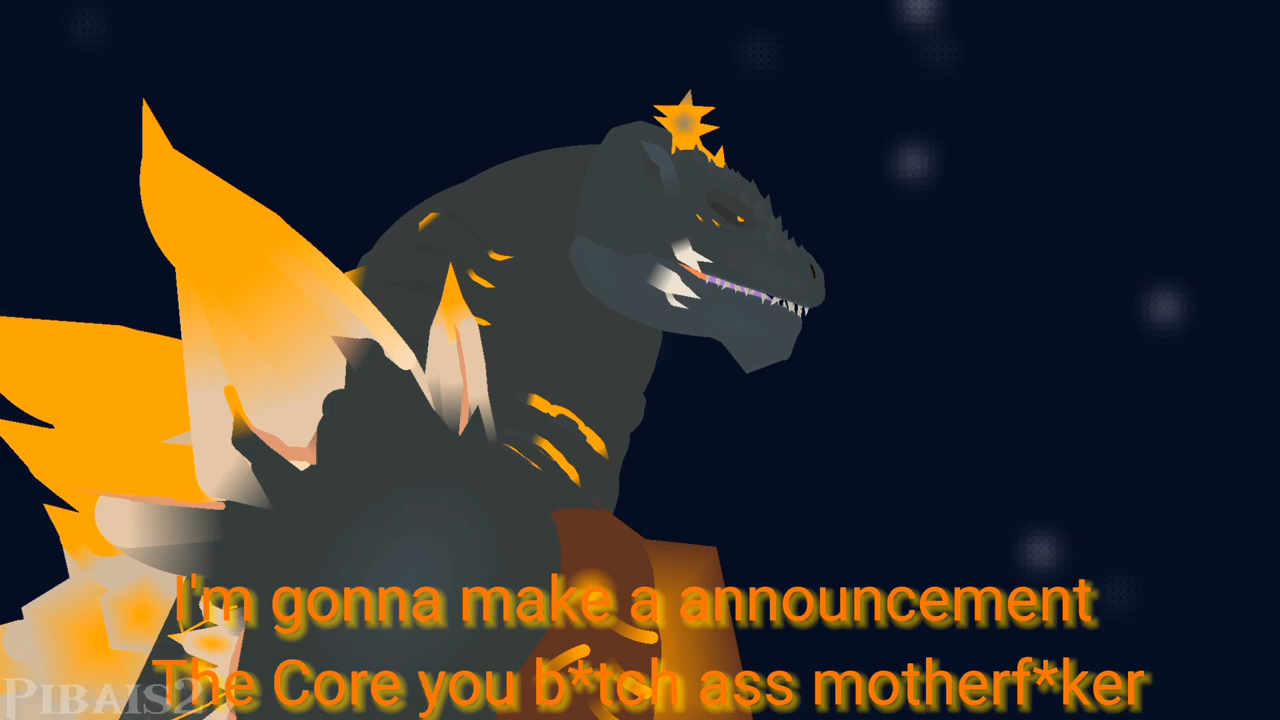 I'm gonna make a announcement
The Core you b*tch ass motherf*ker
PIBAIS2